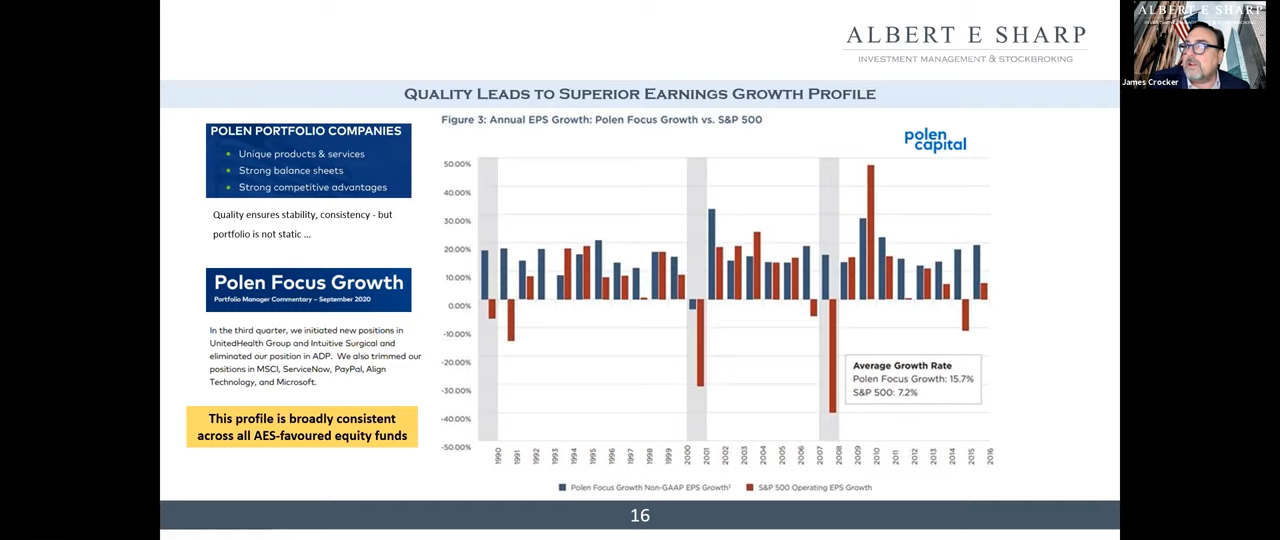 ALBERT E SHARP
INVESTMENT MANAGEMENT & STOCKBROKING
ALBERT E SHARP
James Crocker
QUALITY LEADS TO SUPERIOR EARNINGS GROWTH PROFILE
POLEN PORTFOLIO COMPANIES
• Unique products & services
• Strong balance sheets
• Strong competitive advantages
Quality ensures stability, consistency - but
portfolio is not static ...
Polen Focus Growth
Portfolio Manager Commentary – September 2020
In the third quarter, we initiated new positions in
UnitedHealth Group and Intuitive Surgical and
eliminated our position in ADP. We also trimmed our
positions in MSCI, ServiceNow, PayPal, Align
Technology, and Microsoft.
This profile is broadly consistent
across all AES-favoured equity funds
Figure 3: Annual EPS Growth: Polen Focus Growth vs. S&P 500
polen
capital
50.00%
40.00%
30.00%
20.00%
10.00%
0.00%
-10.00%
-20.00%
-30.00%
-40.00%
-50.00%
Average Growth Rate
Polen Focus Growth: 15.7%
S&P 500: 7.2%
1990 1991 1992 1993 1994 1995 1996 1997 1998 1999 2000 2001 2002 2003 2004 2005 2006 2007 2008 2009 2010 2011 2012 2013 2014 2015 2016
Polen Focus Growth Non-GAAP EPS Growth¹ S&P 500 Operating EPS Growth
16